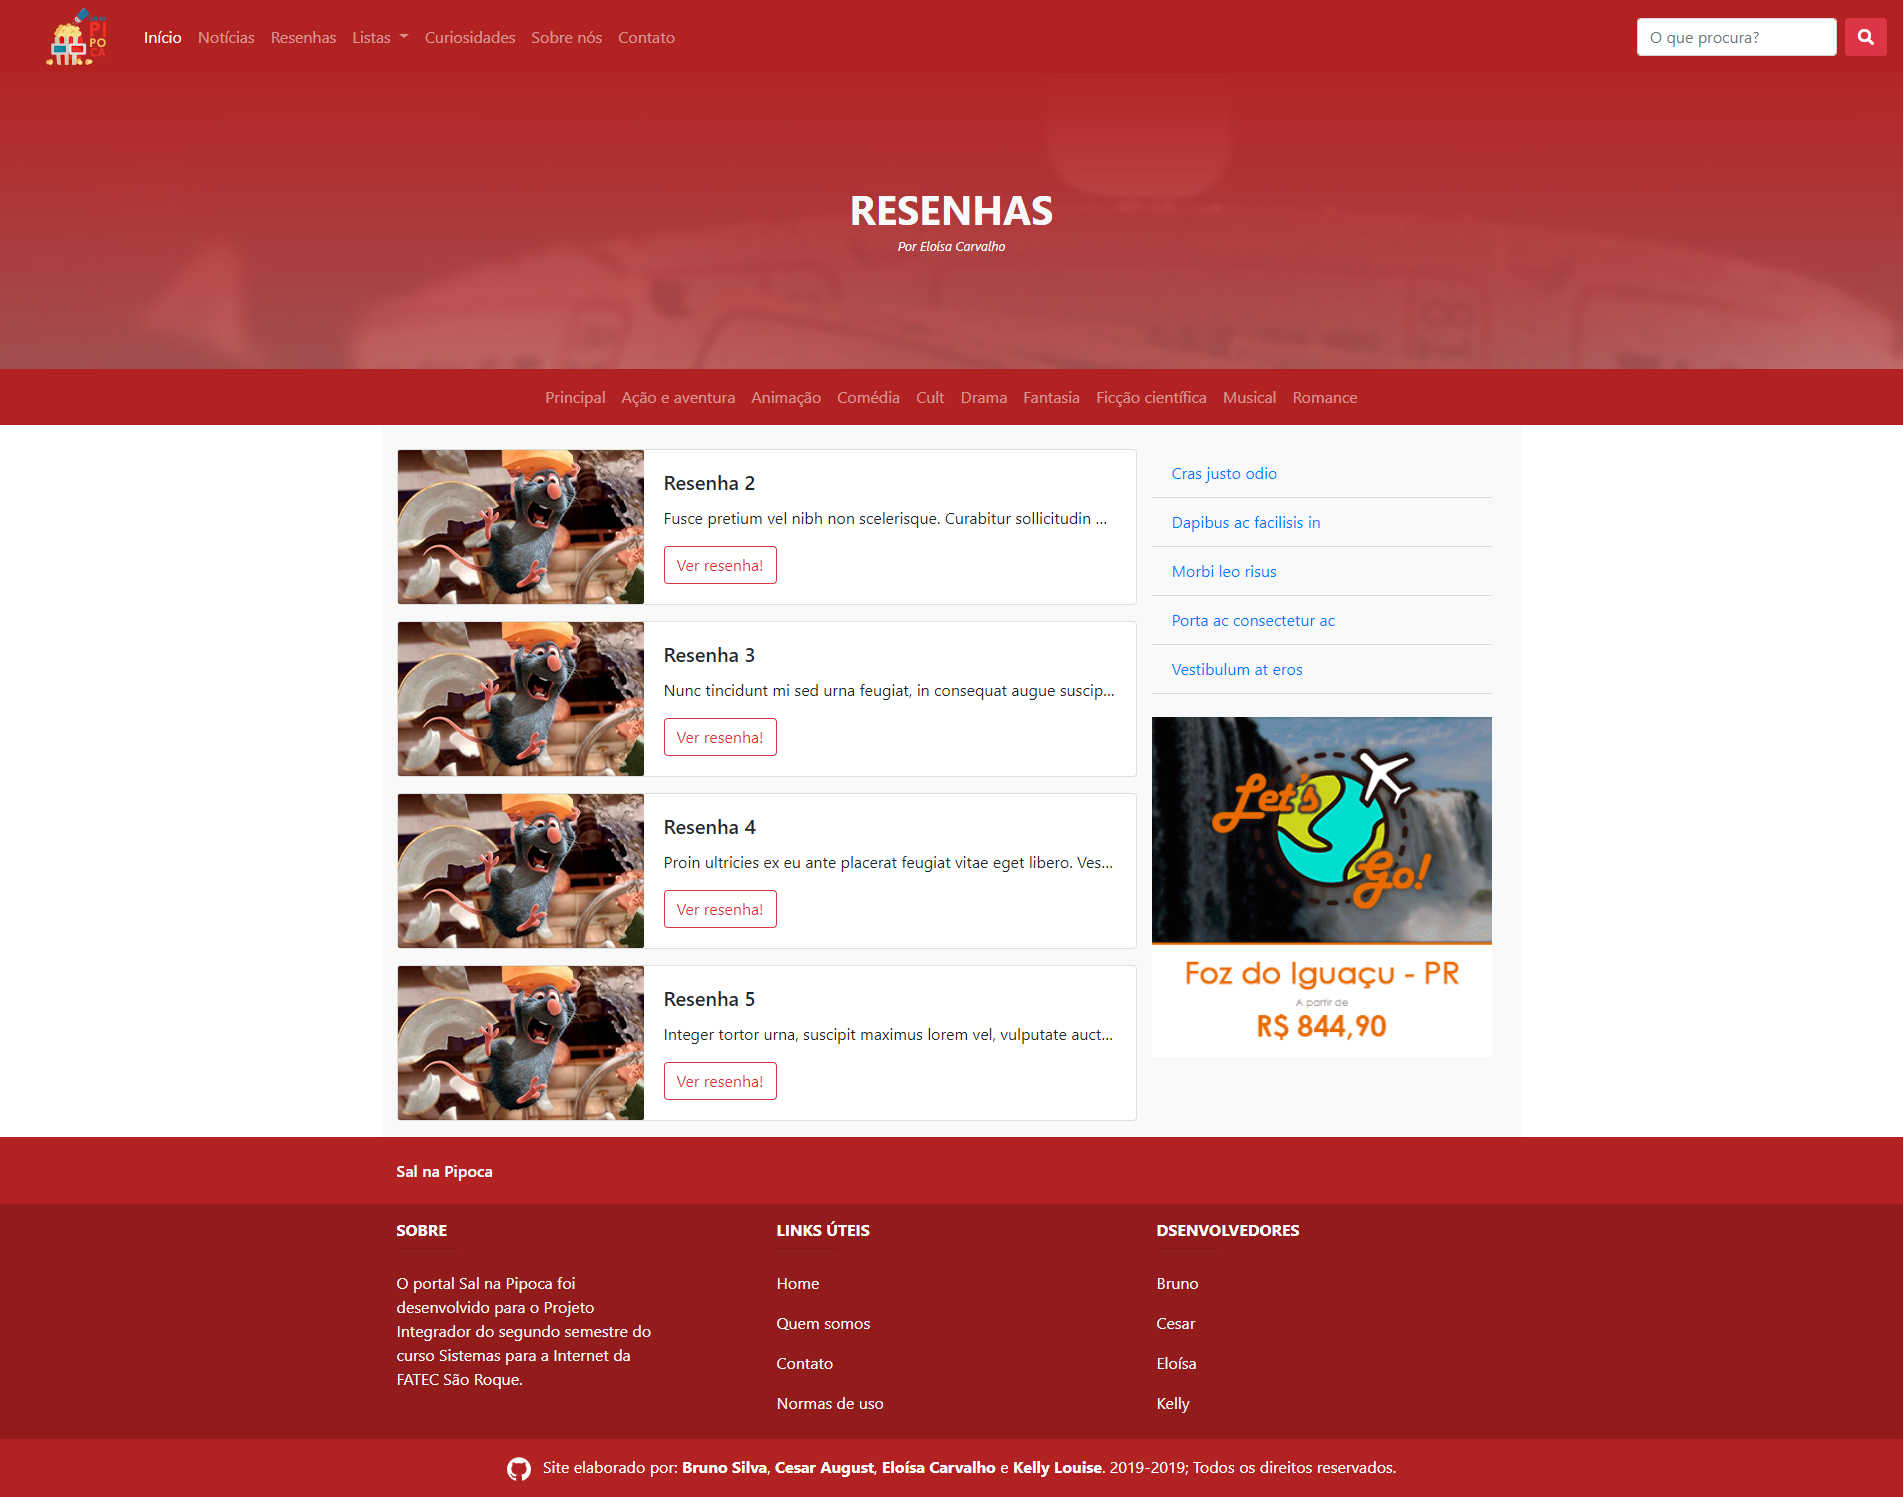 PI
PO
CA
Início Notícias Resenhas Listas Curiosidades Sobre nós Contato
O que procura?
RESENHAS
Por Eloísa Carvalho
Principal Ação e aventura Animação Comédia Cult Drama Fantasia Ficção científica Musical Romance
Resenha 2
Fusce pretium vel nibh non scelerisque. Curabitur sollicitudin ...
Ver resenha!
Resenha 3
Nunc tincidunt mi sed urna feugiat, in consequat augue suscip...
Ver resenha!
Resenha 4
Proin ultricies ex eu ante placerat feugiat vitae eget libero. Ves...
Ver resenha!
Resenha 5
Integer tortor urna, suscipit maximus lorem vel, vulputate auct...
Ver resenha!
Cras justo odio
Dapibus ac facilisis in
Morbi leo risus
Porta ac consectetur ac
Vestibulum at eros
Let's
Go!
Foz do Iguaçu - PR
A partir de
R$ 844,90
Sal na Pipoca
SOBRE
O portal Sal na Pipoca foi
desenvolvido para o Projeto
Integrador do segundo semestre do
curso Sistemas para a Internet da
FATEC São Roque.
LINKS ÚTEIS
Home
Quem somos
Contato
Normas de uso
DSENVOLVEDORES
Bruno
Cesar
Eloísa
Kelly
Site elaborado por: Bruno Silva, Cesar August, Eloísa Carvalho e Kelly Louise. 2019-2019; Todos os direitos reservados.